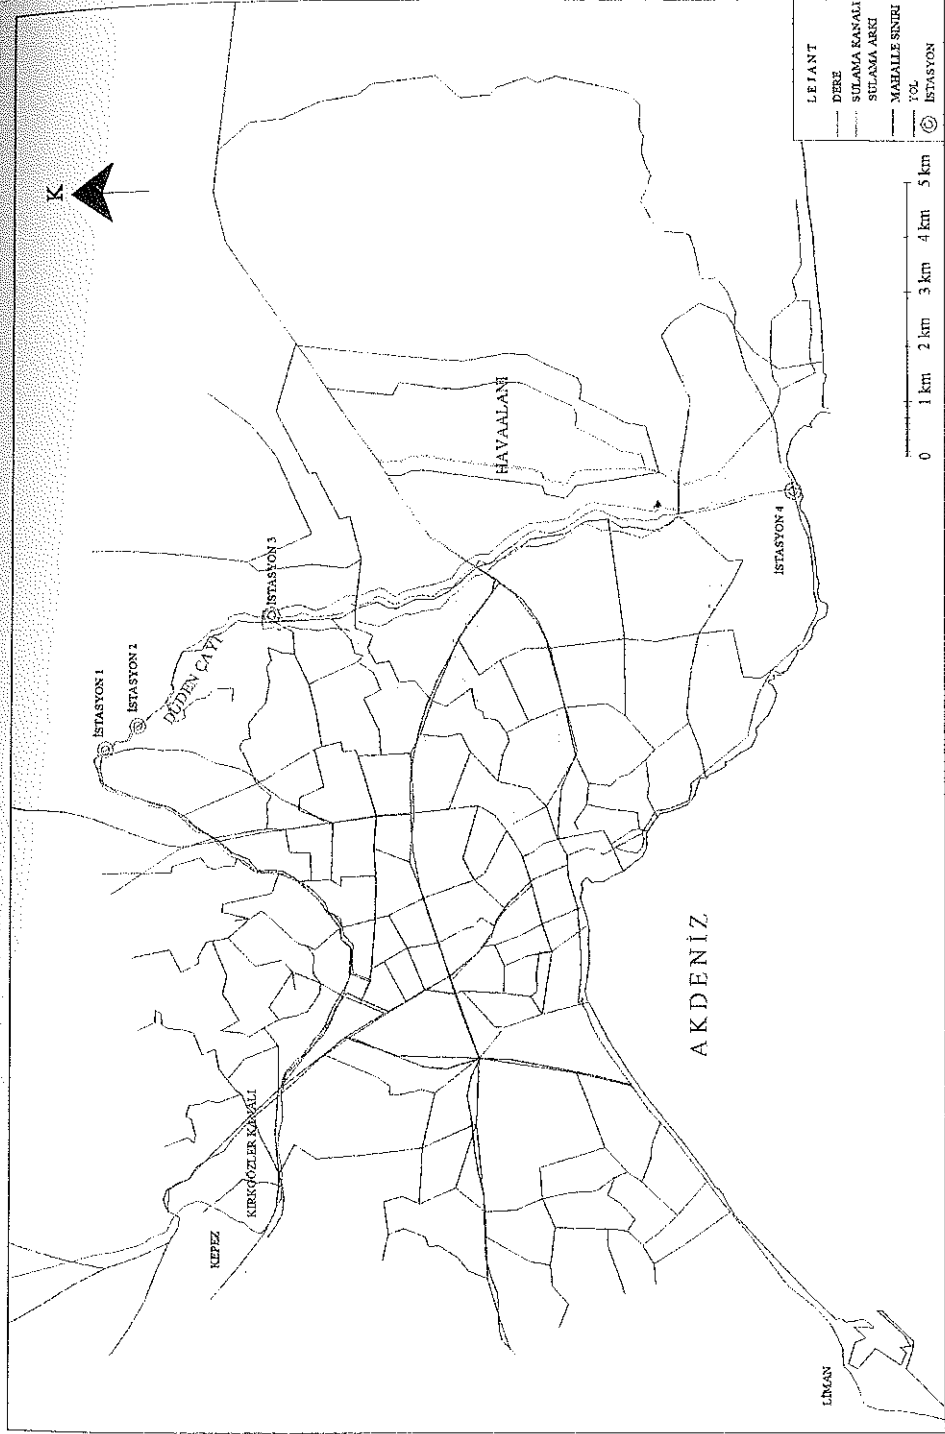 K
İSTASYON 1
İSTASYON 2
DÜDEN ÇAYI
İSTASYON 3
HAVAALANI
İSTASYON 4
KIRKGÖZLER KANALI
KEPEZ
AKDENİZ
LİMAN
LEJANT
DERE
SULAMA KANALI
SULAMA ARKI
MAHALLE SINIRI
YOL
İSTASYON
0 1 km 2 km 3 km 4 km 5 km